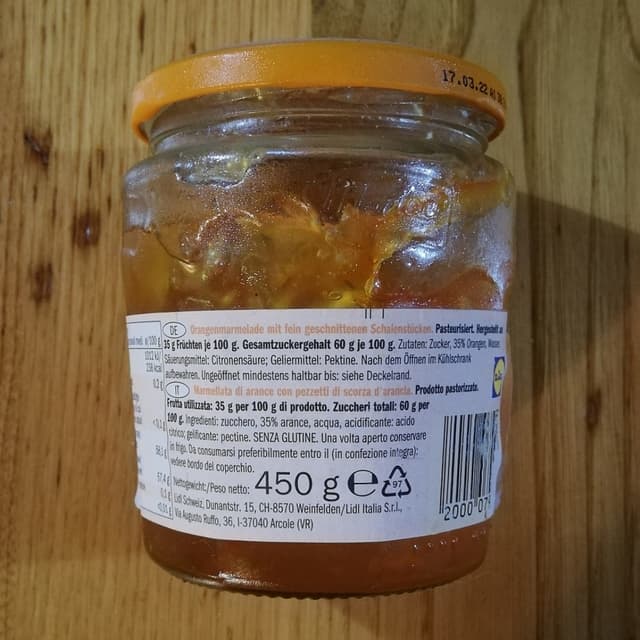 17.03.22
DE Orangenmarmelade mit fein geschnittenen Schalenstücken. Pasteurisiert. Hergestellt
35 g Früchten je 100 g. Gesamtzuckergehalt 60 g je 100 g. Zutaten: Zucker, 35% Orangen, Wasser,
Säuerungsmittel: Citronensäure; Geliermittel: Pektine. Nach dem Öffnen im Kühlschrank
aufbewahren. Ungeöffnet mindestens haltbar bis: siehe Deckelrand.
IT Marmellata di arance con pezzetti di scorza d'arancia. Prodotto pastorizzato.
Frutta utilizzata: 35 g per 100 g di prodotto. Zuccheri totali: 60 g per
100 g. Ingredienti: zucchero, 35% arance, acqua, acidificante: acido
citrico; gelificante: pectine. SENZA GLUTINE. Una volta aperto conservare
in frigo. Da consumarsi preferibilmente entro il (in confezione integra):
vedere bordo del coperchio.
Nettogewicht:/Peso netto: 450 g ℮ 97
Lidl Schweiz, Dunantstr. 15, CH-8570 Weinfelden/Lidl Italia S.r.l.,
Via Augusto Ruffo, 36, I-37040 Arcole (VR)
2000 07